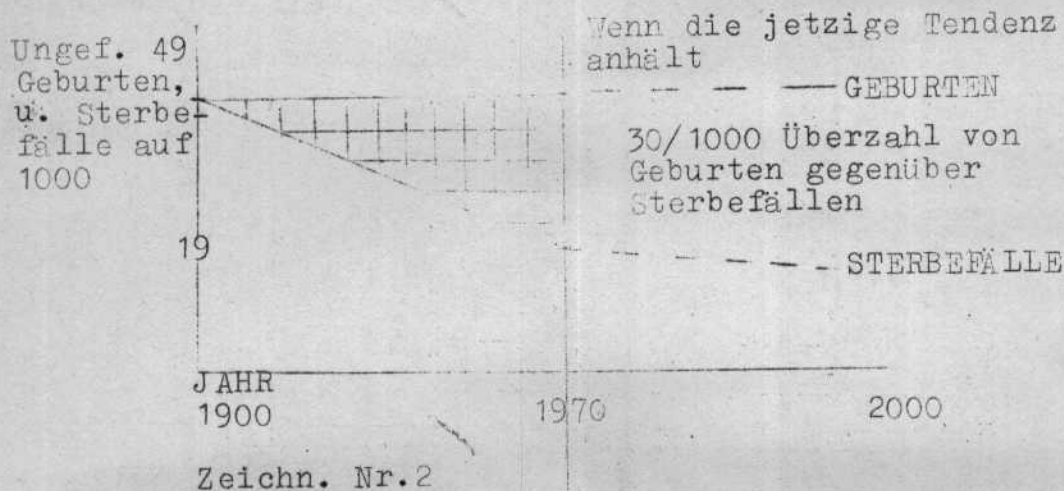 Ungef. 49
Geburten,
u. Sterbe-
fälle auf
1000
19
Wenn die jetzige Tendenz
anhält
GEBURTEN
30/1000 Überzahl von
Geburten gegenüber
Sterbefällen
STERBEFÄLLE
JAHR
1900
1970
2000
Zeichn. Nr.2